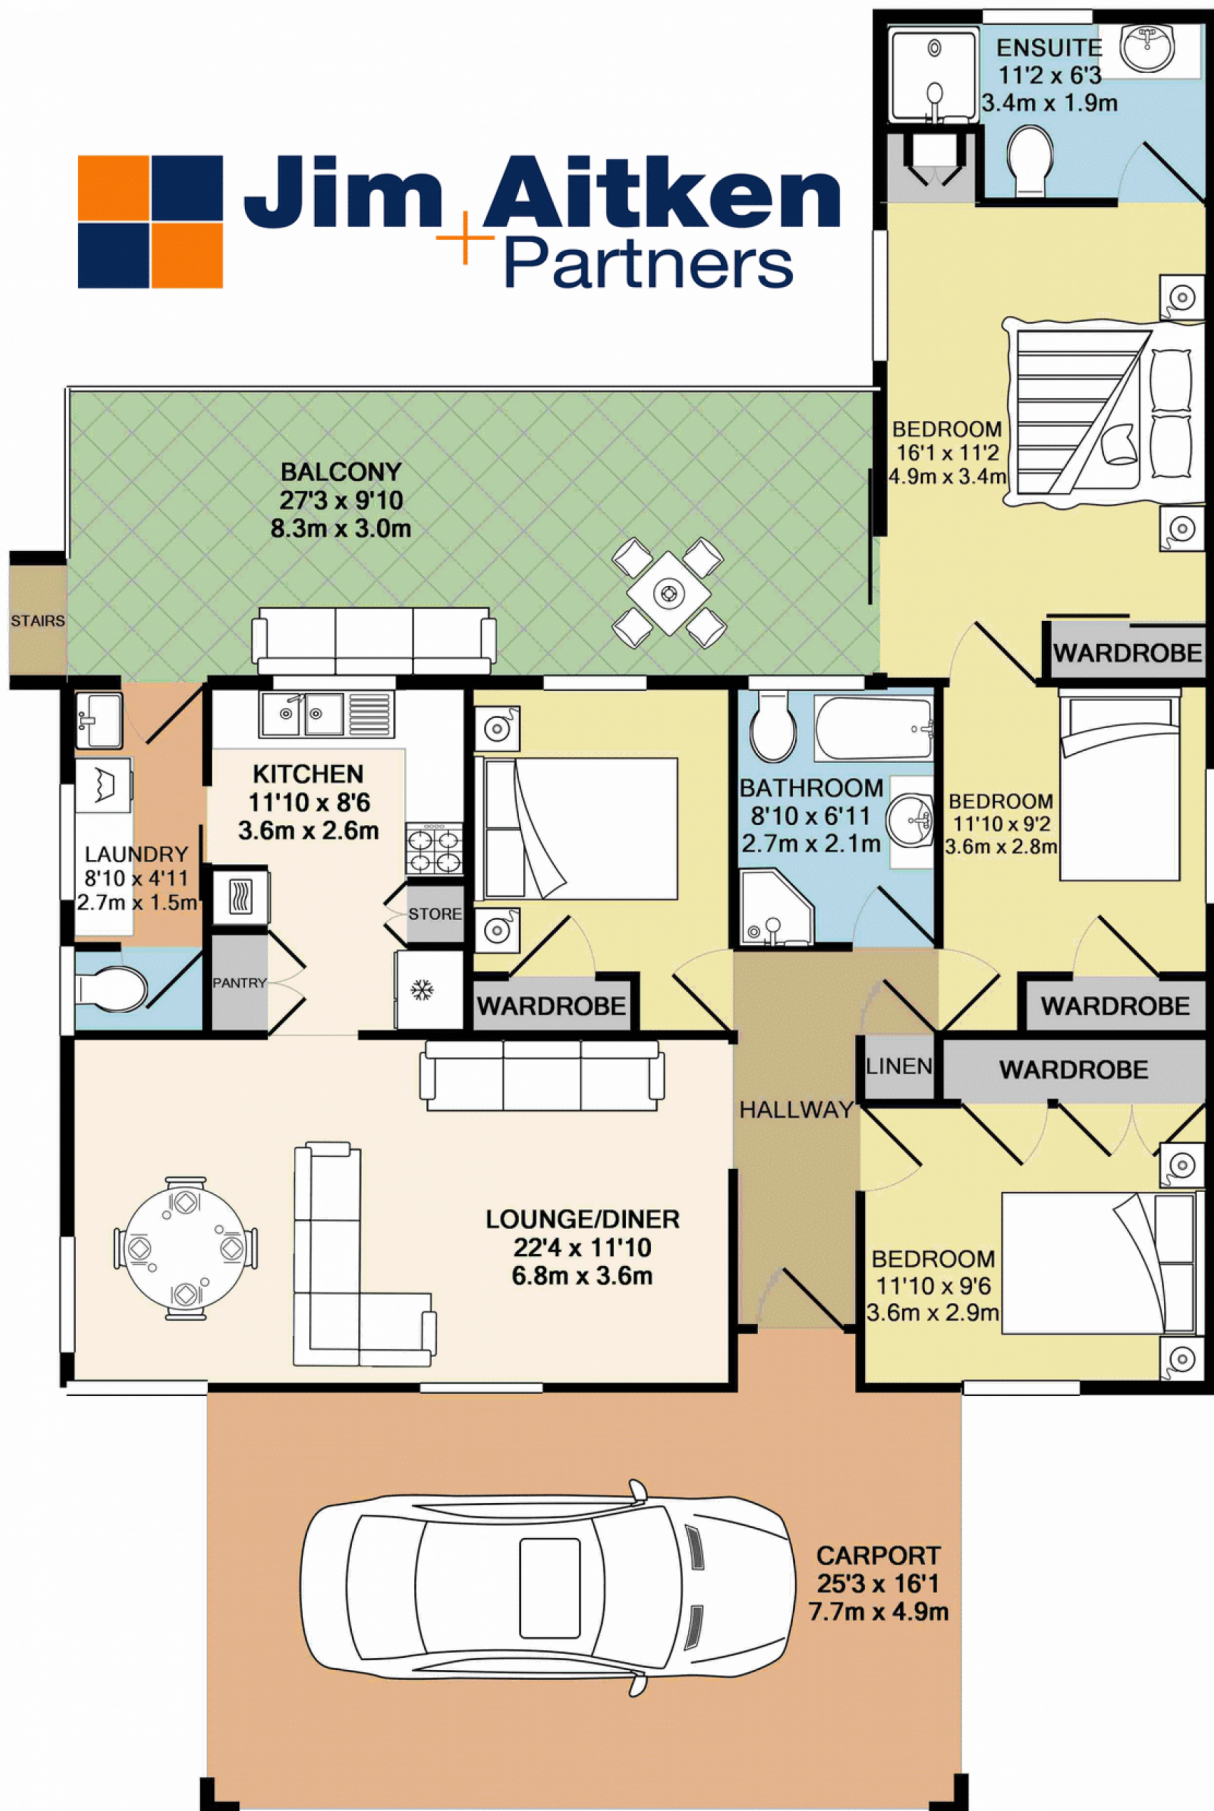 Jim Aitken
+ Partners
ENSUITE
11'2 x 6'3
3.4m x 1.9m
BEDROOM
16'1 x 11'2
4.9m x 3.4m
BALCONY
27'3 x 9'10
8.3m x 3.0m
STAIRS
WARDROBE
KITCHEN
11'10 x 8'6
3.6m x 2.6m
BATHROOM
8'10 x 6'11
2.7m x 2.1m
BEDROOM
11'10 x 9'2
3.6m x 2.8m
LAUNDRY
8'10 x 4'11
2.7m x 1.5m
STORE
PANTRY
WARDROBE
WARDROBE
LINEN
WARDROBE
HALLWAY
LOUNGE/DINER
22'4 x 11'10
6.8m x 3.6m
BEDROOM
11'10 x 9'6
3.6m x 2.9m
CARPORT
25'3 x 16'1
7.7m x 4.9m